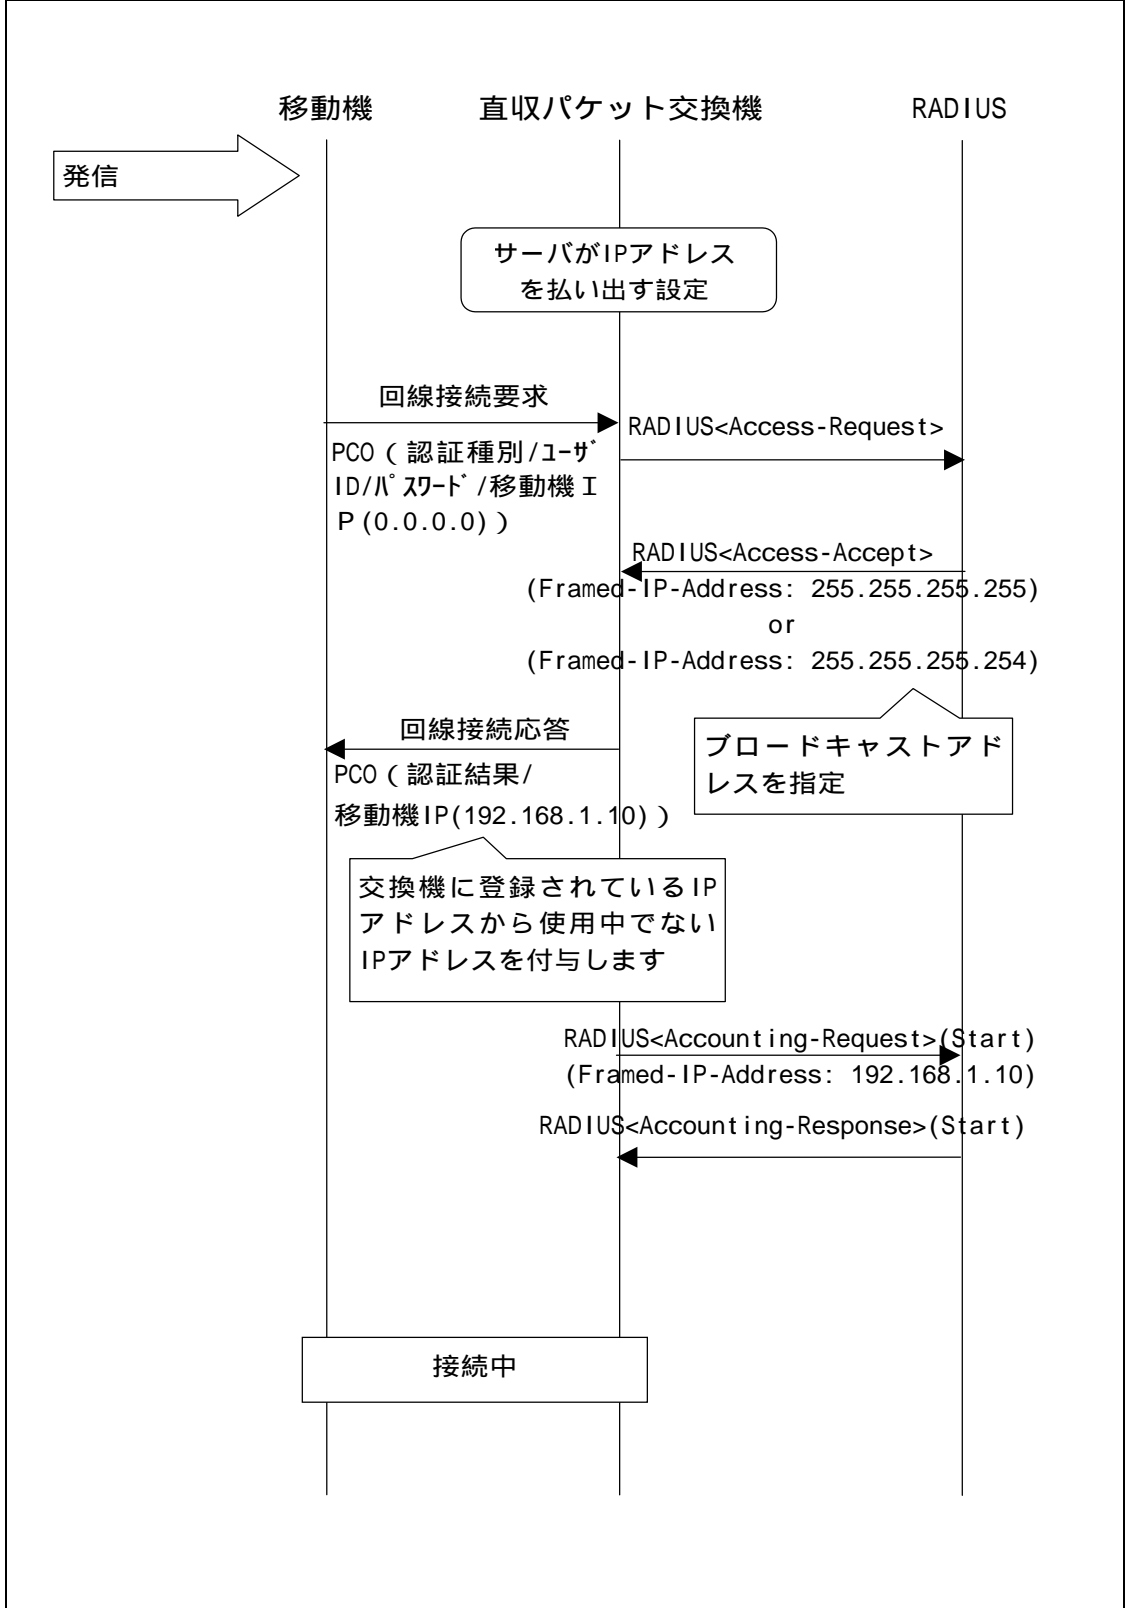 移動機 直収パケット交換機 RADIUS
発信
サーバがIPアドレス
を払い出す設定
回線接続要求
RADIUS<Access-Request>
PCO（認証種別/ﾕｰｻﾞ
ID/ﾊﾟｽﾜｰﾄﾞ/移動機Ｉ
Ｐ(0.0.0.0)）
RADIUS<Access-Accept>
(Framed-IP-Address: 255.255.255.255)
or
(Framed-IP-Address: 255.255.255.254)
ブロードキャストアド
レスを指定
回線接続応答
PCO（認証結果/
移動機IP(192.168.1.10)）
交換機に登録されているIP
アドレスから使用中でない
IPアドレスを付与します
RADIUS<Accounting-Request>(Start)
(Framed-IP-Address: 192.168.1.10)
RADIUS<Accounting-Response>(Start)
接続中